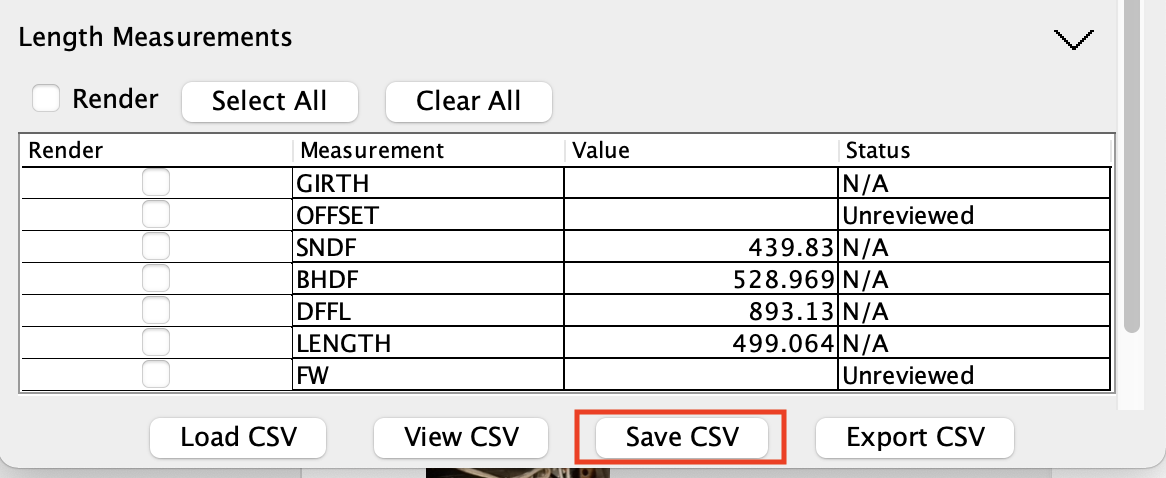 Length Measurements
Render Select All Clear All
Render Measurement Value Status
GIRTH N/A
OFFSET Unreviewed
SNDF 439.83 N/A
BHDF 528.969 N/A
DFFL 893.13 N/A
LENGTH 499.064 N/A
FW Unreviewed
Load CSV View CSV Save CSV Export CSV